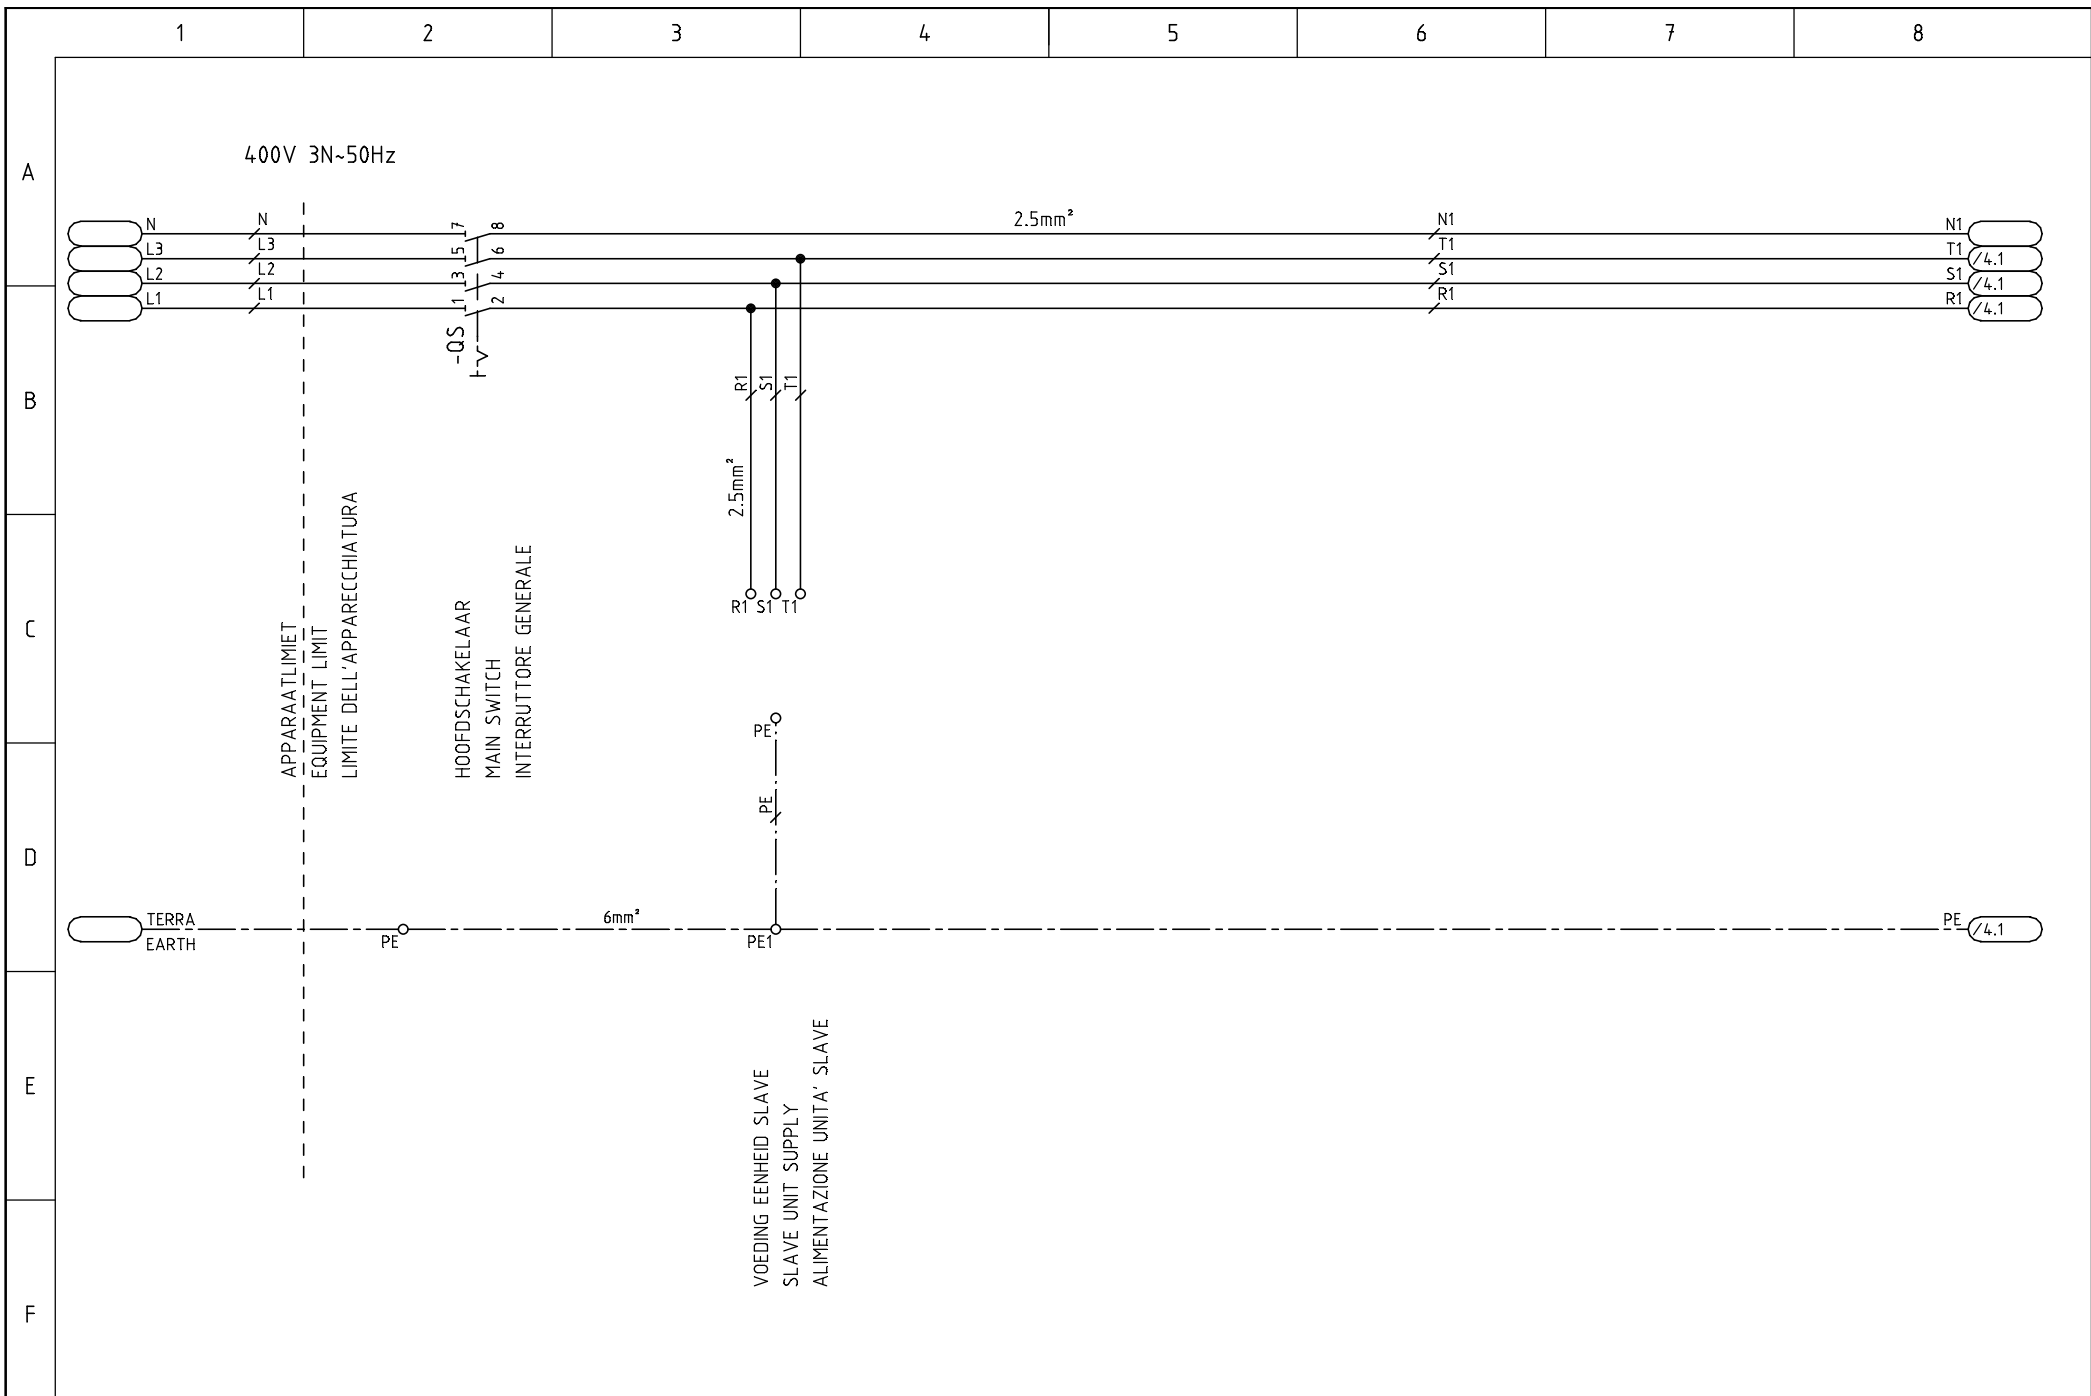 1 2 3 4 5 6 7 8
A
400V 3N~50Hz
N N 7 8 2.5mm² N1 N1
L3 L3 5 6 T1 T1 /4.1
L2 L2 3 4 S1 S1 /4.1
L1 L1 1 2 R1 R1 /4.1
-QS
B
R1 S1 T1
2.5mm²
C
R1 S1 T1
APPARAATLIMIET
EQUIPMENT LIMIT
LIMITE DELL'APPARECCHIATURA
HOOFDSCHAKELAAR
MAIN SWITCH
INTERRUTTORE GENERALE
PE
PE
D
TERRA
EARTH
PE
6mm²
PE1
PE /4.1
E
VOEDING EENHEID SLAVE
SLAVE UNIT SUPPLY
ALIMENTAZIONE UNITA' SLAVE
F